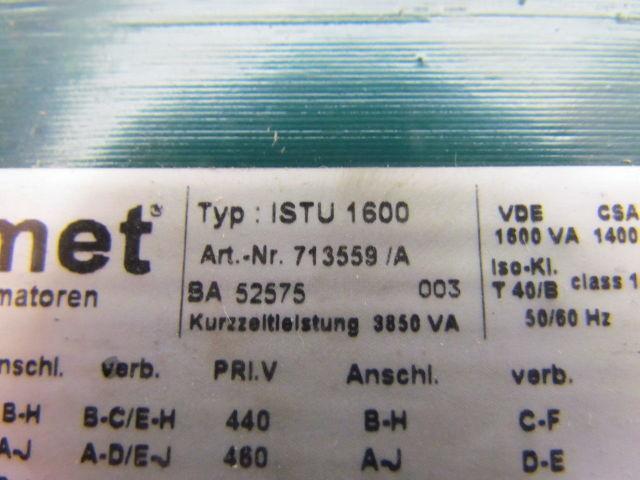 met®
matoren
Typ : ISTU 1600
Art.-Nr. 713559 /A
BA 52575 003
Kurzzeitleistung 3850 VA
VDE CSA
1600 VA 1400
Iso-Kl.
T 40/B class 1
50/60 Hz
Anschl. verb. PRI.V Anschl. verb.
B-H B-C/E-H 440 B-H C-F
A-J A-D/E-J 460 A-J D-E